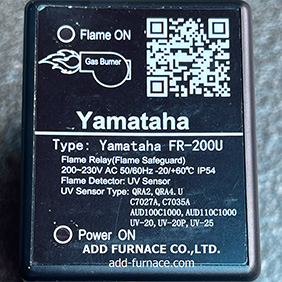 Flame ON
Gas Burner
Yamataha
Type: Yamataha FR-200U
Flame Relay(Flame Safeguard)
200~230V AC 50/60Hz -20/+60°C IP54
Flame Detector: UV Sensor
UV Sensor Type: QRA2, QRA4.U
C7027A, C7035A
AUD100C1000, AUD110C1000
UV-20, UV-20P, UV-25
Power ON
ADD FURNACE CO.,LTD.
add-furnace.com